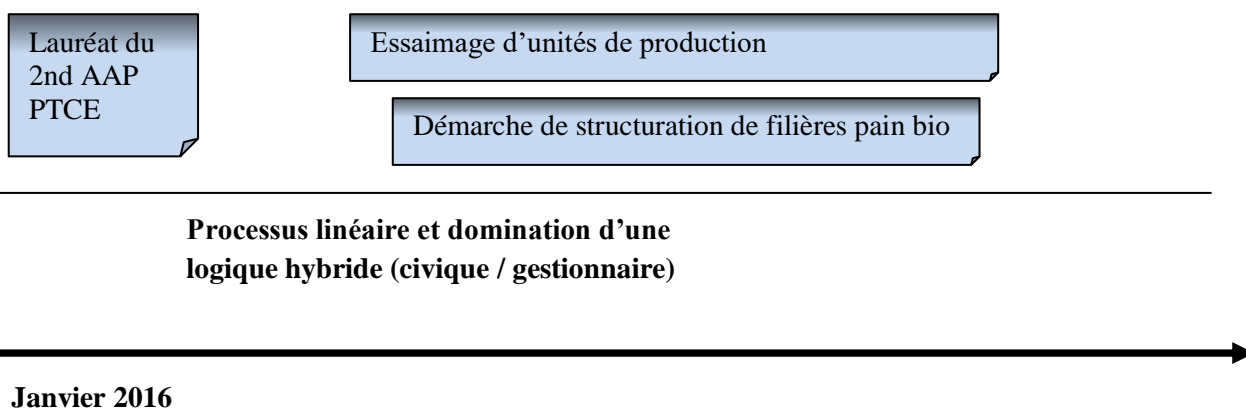 Lauréat du
2nd AAP
PTCE
Essaimage d’unités de production
Démarche de structuration de filières pain bio
Processus linéaire et domination d’une
logique hybride (civique / gestionnaire)
Janvier 2016